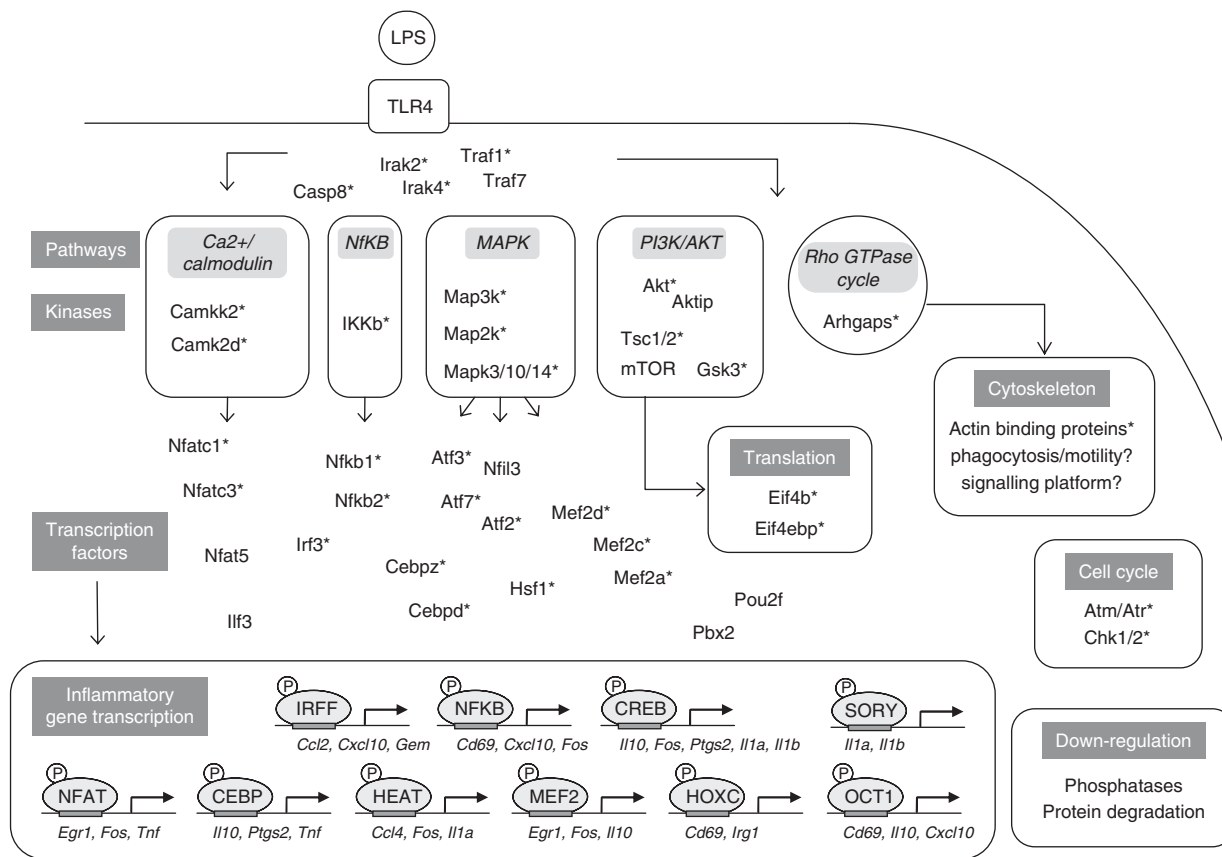 LPS
TLR4
Irak2*
Traf1*
Casp8*
Irak4*
Traf7
Pathways
Kinases
Ca2+/
calmodulin
Camkk2*
Camk2d*
NfKB
IKKb*
MAPK
Map3k*
Map2k*
Mapk3/10/14*
PI3K/AKT
Akt*
Aktip
Tsc1/2*
mTOR
Gsk3*
Rho GTPase
cycle
Arhgaps*
Cytoskeleton
Actin binding proteins*
phagocytosis/motility?
signalling platform?
Translation
Eif4b*
Eif4ebp*
Cell cycle
Atm/Atr*
Chk1/2*
Transcription
factors
Nfatc1*
Nfatc3*
Nfat5
Ilf3
Nfkb1*
Nfkb2*
Irf3*
Atf3*
Nfil3
Atf7*
Atf2*
Cebpz*
Cebpd*
Hsf1*
Mef2d*
Mef2c*
Mef2a*
Pou2f
Pbx2
Inflammatory
gene transcription
P
IRFF
Ccl2, Cxcl10, Gem
P
NFKB
Cd69, Cxcl10, Fos
P
CREB
Il10, Fos, Ptgs2, Il1a, Il1b
P
SORY
Il1a, Il1b
P
NFAT
Egr1, Fos, Tnf
P
CEBP
Il10, Ptgs2, Tnf
P
HEAT
Ccl4, Fos, Il1a
P
MEF2
Egr1, Fos, Il10
P
HOXC
Cd69, Irg1
P
OCT1
Cd69, Il10, Cxcl10
Down-regulation
Phosphatases
Protein degradation